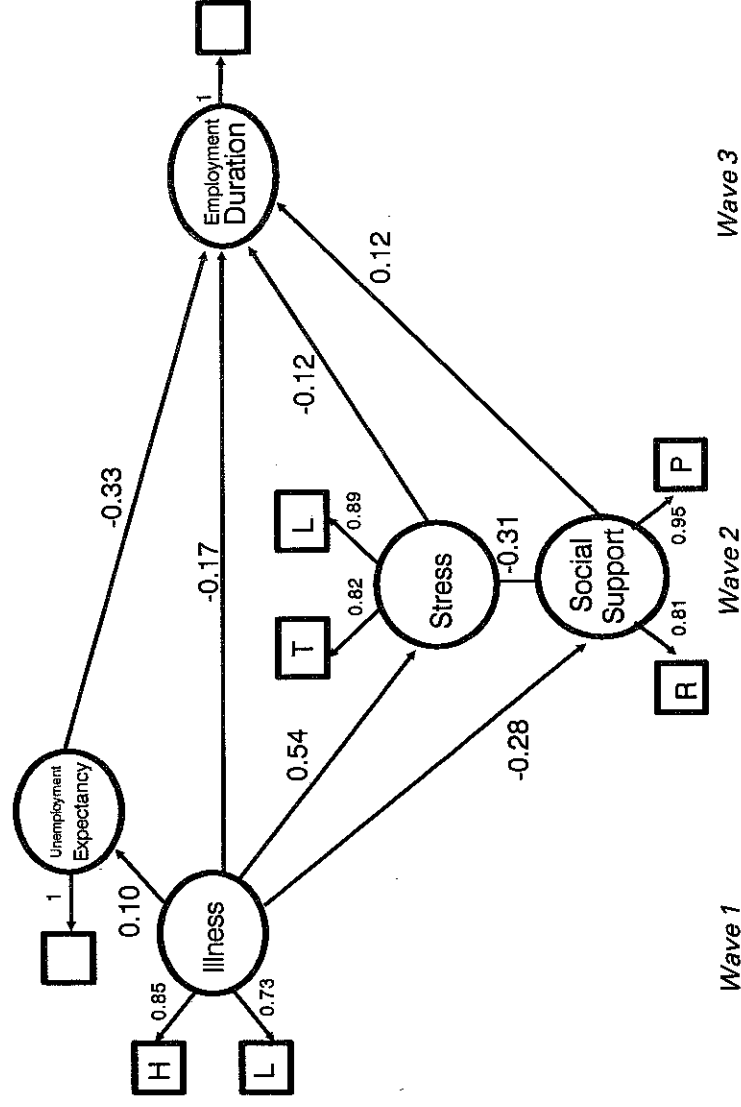 1
Employment
Duration
-0.33
0.12
-0.12
-0.17
1
Unemployment
Expectancy
L
0.89
T
0.82
Stress
-0.31
Social
Support
P
0.95
R
0.81
0.54
-0.28
0.10
Illness
0.85
H
0.73
L
Wave 1
Wave 2
Wave 3